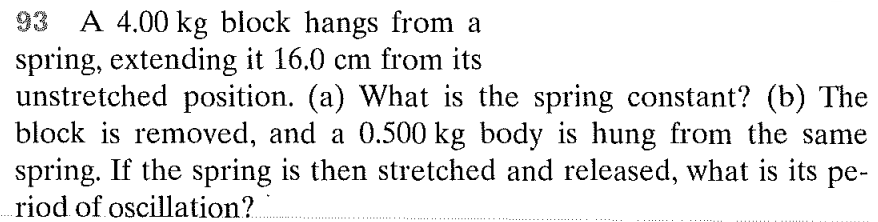 93 A 4.00 kg block hangs from a
spring, extending it 16.0 cm from its
unstretched position. (a) What is the spring constant? (b) The
block is removed, and a 0.500 kg body is hung from the same
spring. If the spring is then stretched and released, what is its pe-
riod of oscillation?